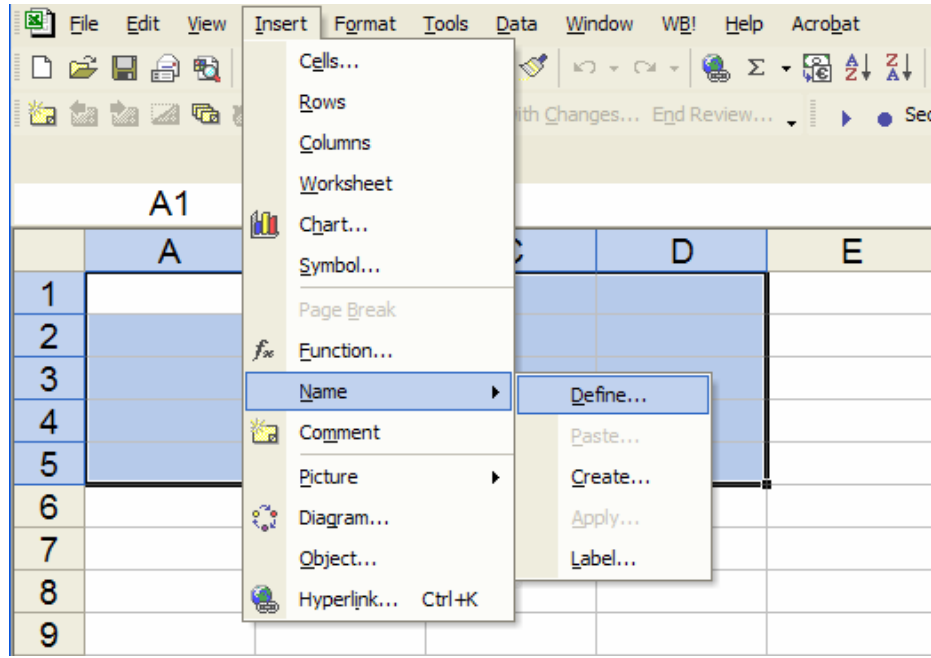 File Edit View Insert Format Tools Data Window WB! Help Acrobat
Cells...
Rows
with Changes... End Review... Sec
Columns
Worksheet
A1
Chart...
A C D E
Symbol...
1
Page Break
2
Function...
3
Name Define...
4
Comment Paste...
5
Picture Create...
6
Diagram... Apply...
7
Object... Label...
8
Hyperlink... Ctrl+K
9